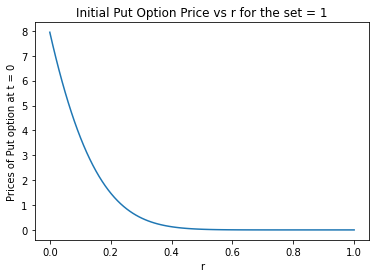 Initial Put Option Price vs r for the set = 1
Prices of Put option at t = 0
8
7
6
5
4
3
2
1
0
0.0 0.2 0.4 0.6 0.8 1.0
r